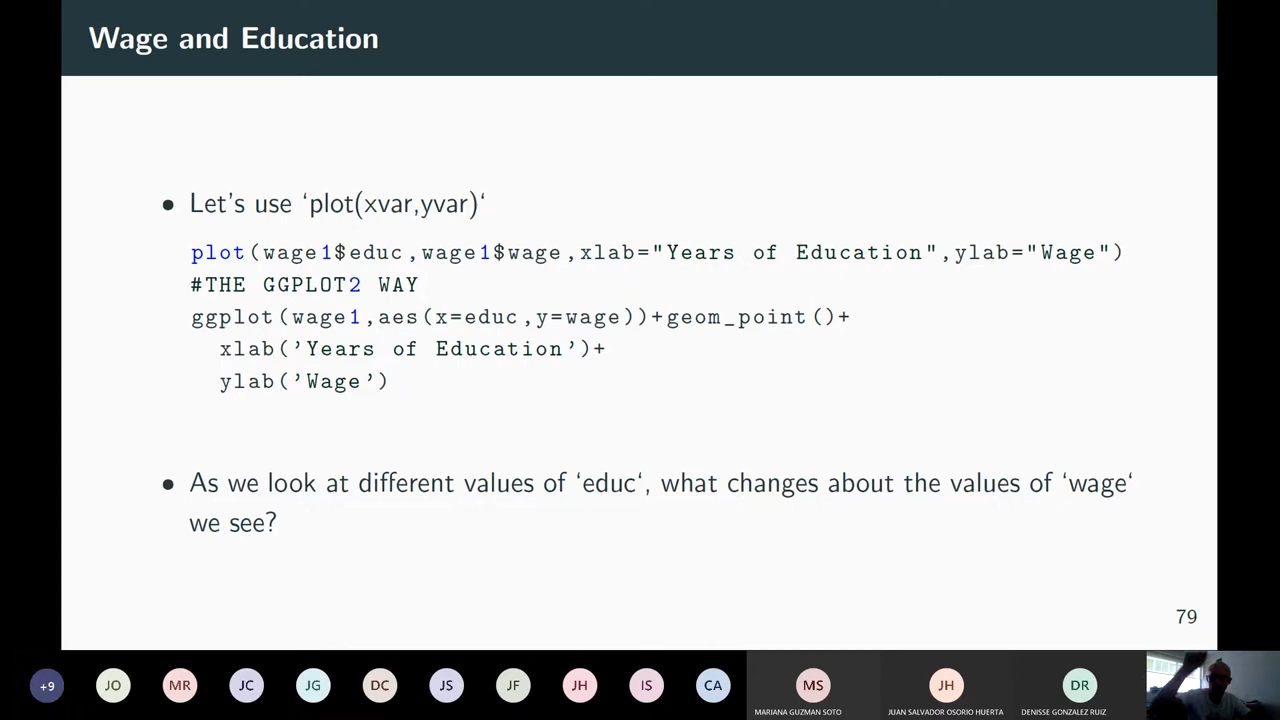 Wage and Education
• Let's use ‘plot(xvar,yvar)‘
plot(wage1$educ,wage1$wage,xlab="Years of Education",ylab="Wage")
#THE GGPLOT2 WAY
ggplot(wage1,aes(x=educ,y=wage))+geom_point()+
xlab('Years of Education')+
ylab('Wage')
• As we look at different values of ‘educ‘, what changes about the values of ‘wage‘
we see?
79
+9 JO MR JC JG DC JS JF JH IS CA MS JH DR
MARIANA GUZMAN SOTO JUAN SALVADOR OSORIO HUERTA DENISSE GONZALEZ RUIZ